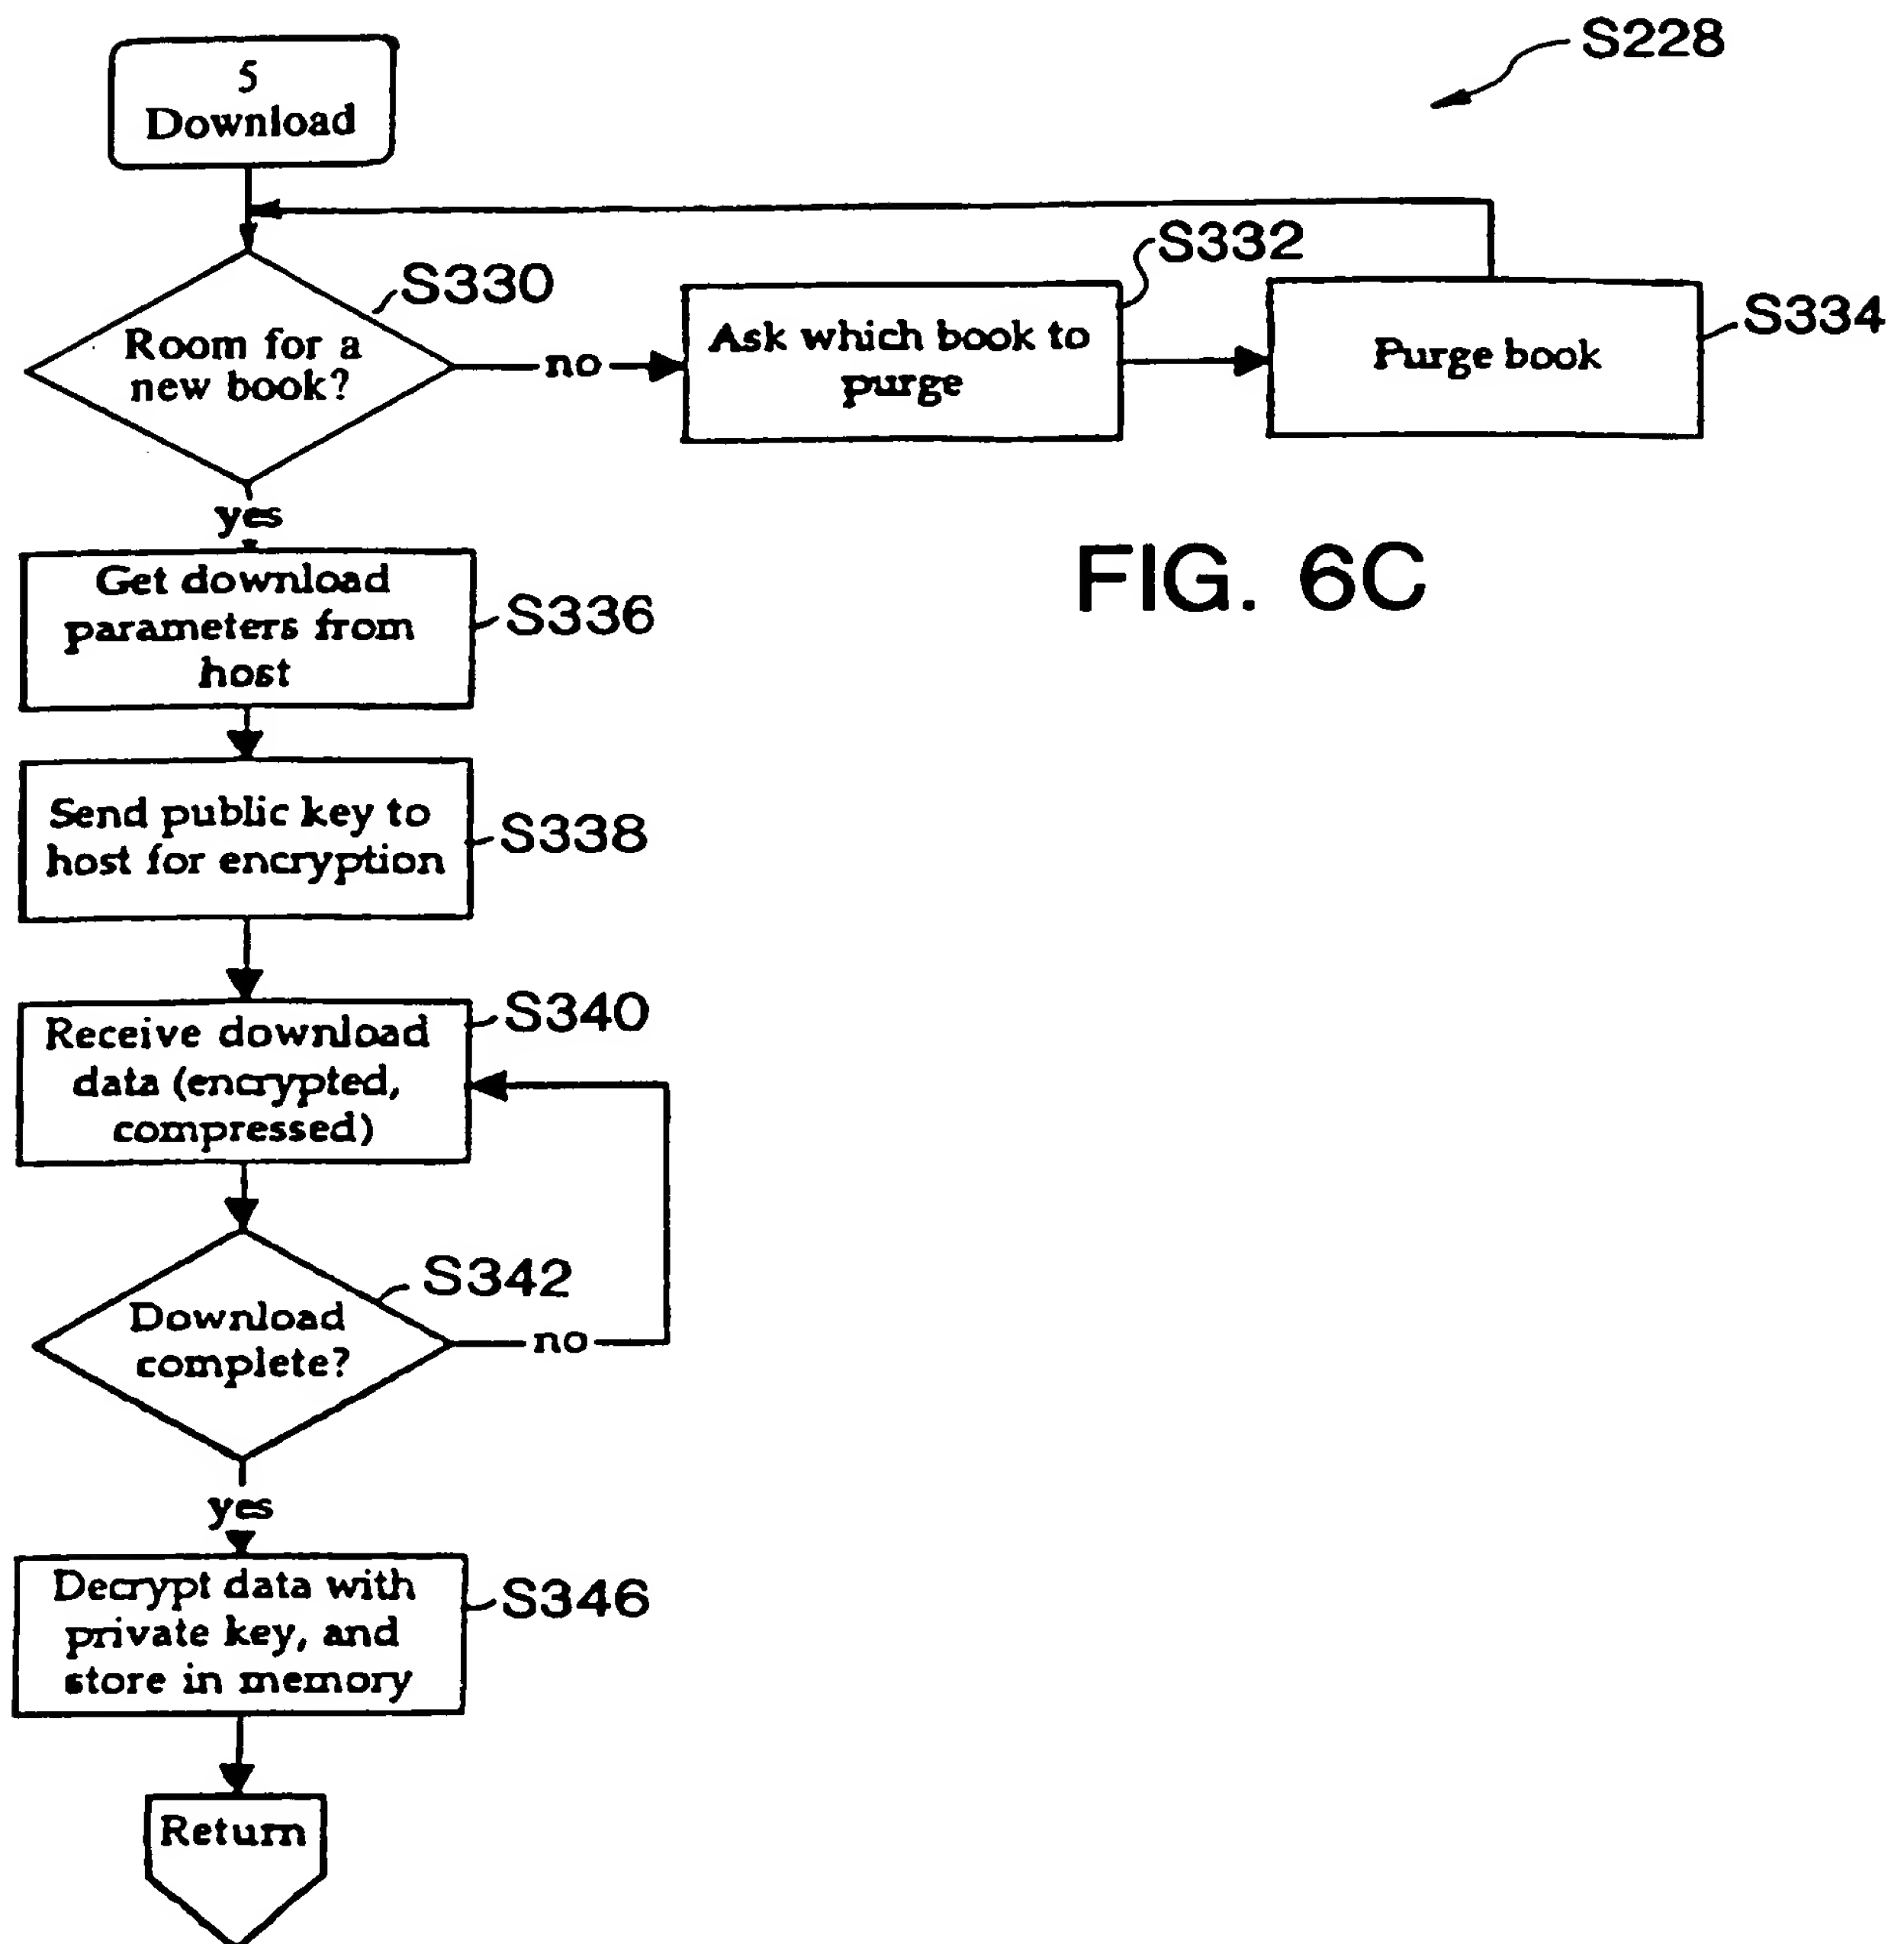 S228
5
Download
S330
Room for a
new book?
no
S332
Ask which book to
purge
S334
Purge book
yes
FIG. 6C
Get download
parameters from
host
S336
Send public key to
host for encryption
S338
Receive download
data (encrypted,
compressed)
S340
Download
complete?
S342
no
yes
Decrypt data with
private key, and
store in memory
S346
Return